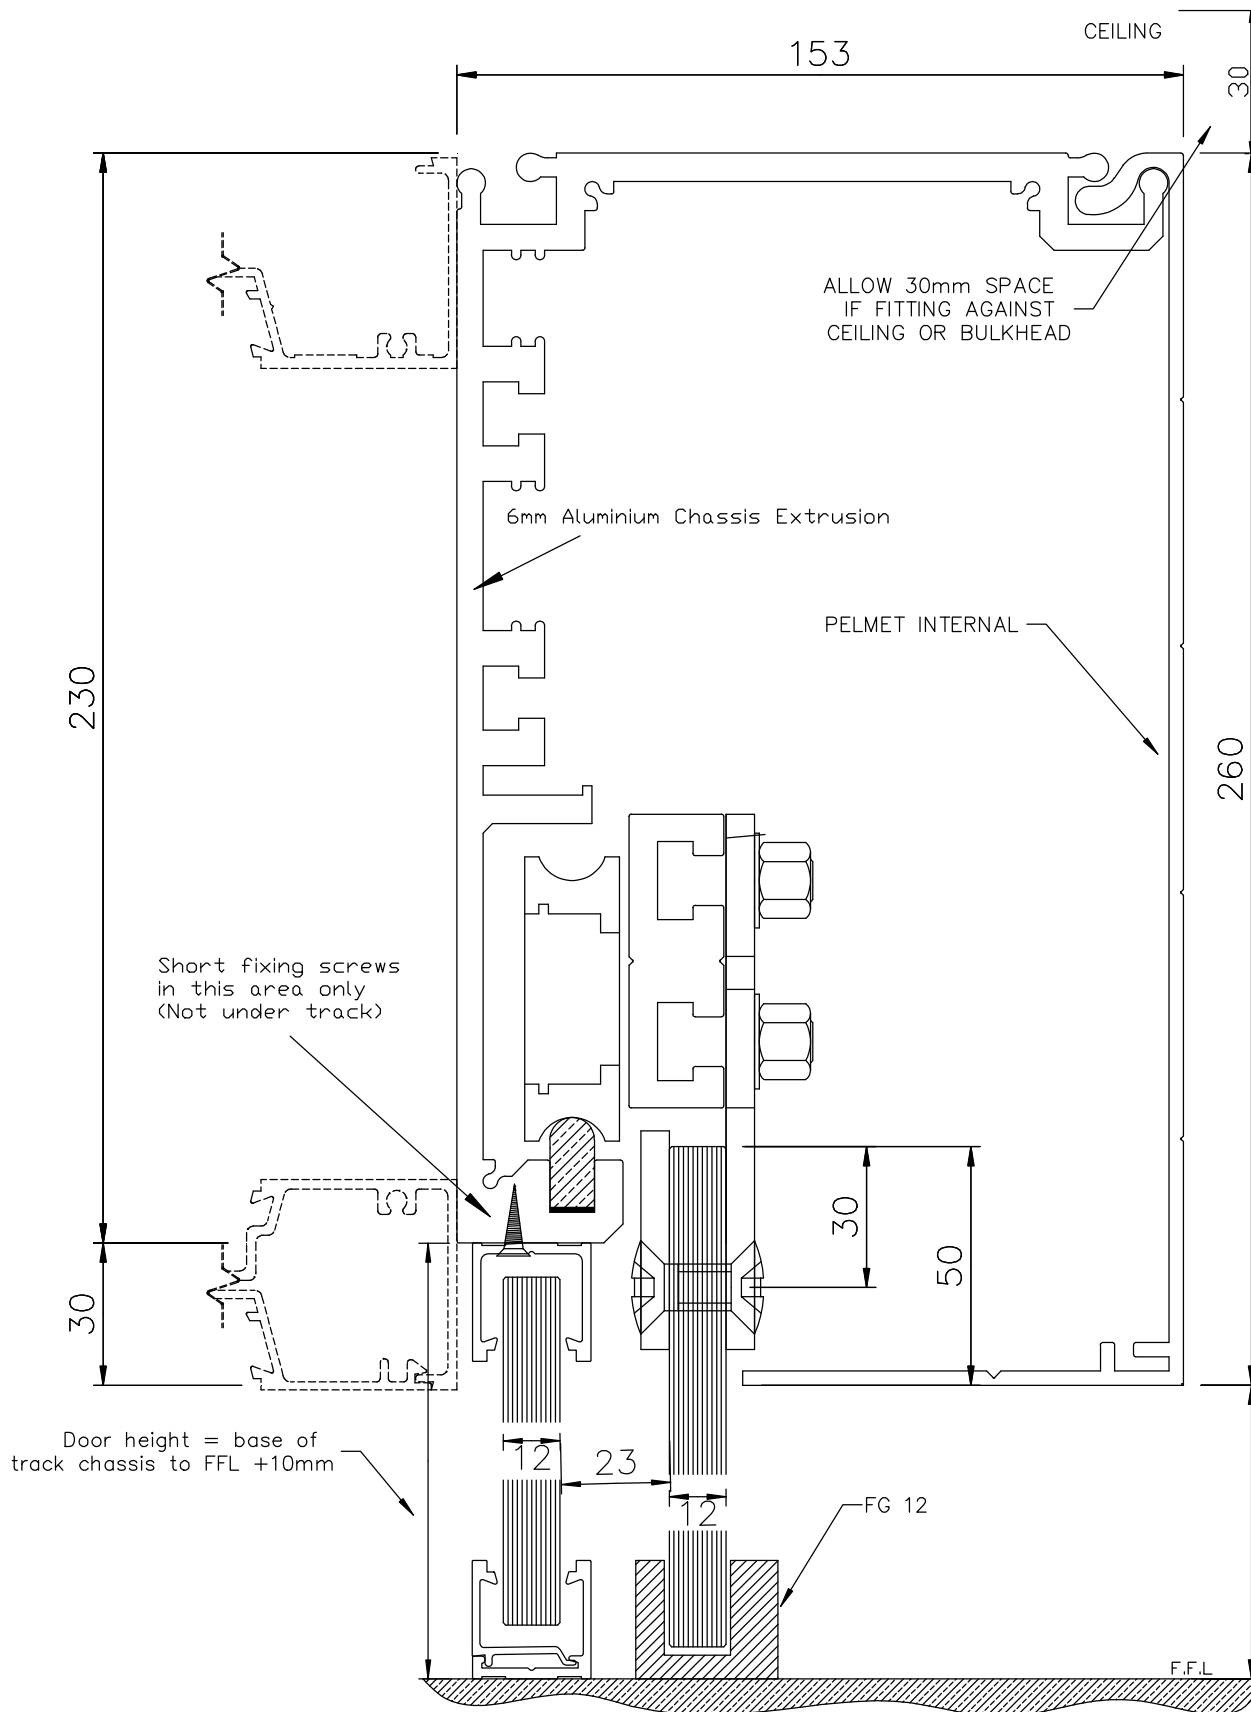 CEILING
153
30
ALLOW 30mm SPACE
IF FITTING AGAINST
CEILING OR BULKHEAD
6mm Aluminium Chassis Extrusion
PELMET INTERNAL
230
260
Short fixing screws
in this area only
(Not under track)
30
50
30
Door height = base of
track chassis to FFL +10mm
12
23
12
FG 12
F.F.L